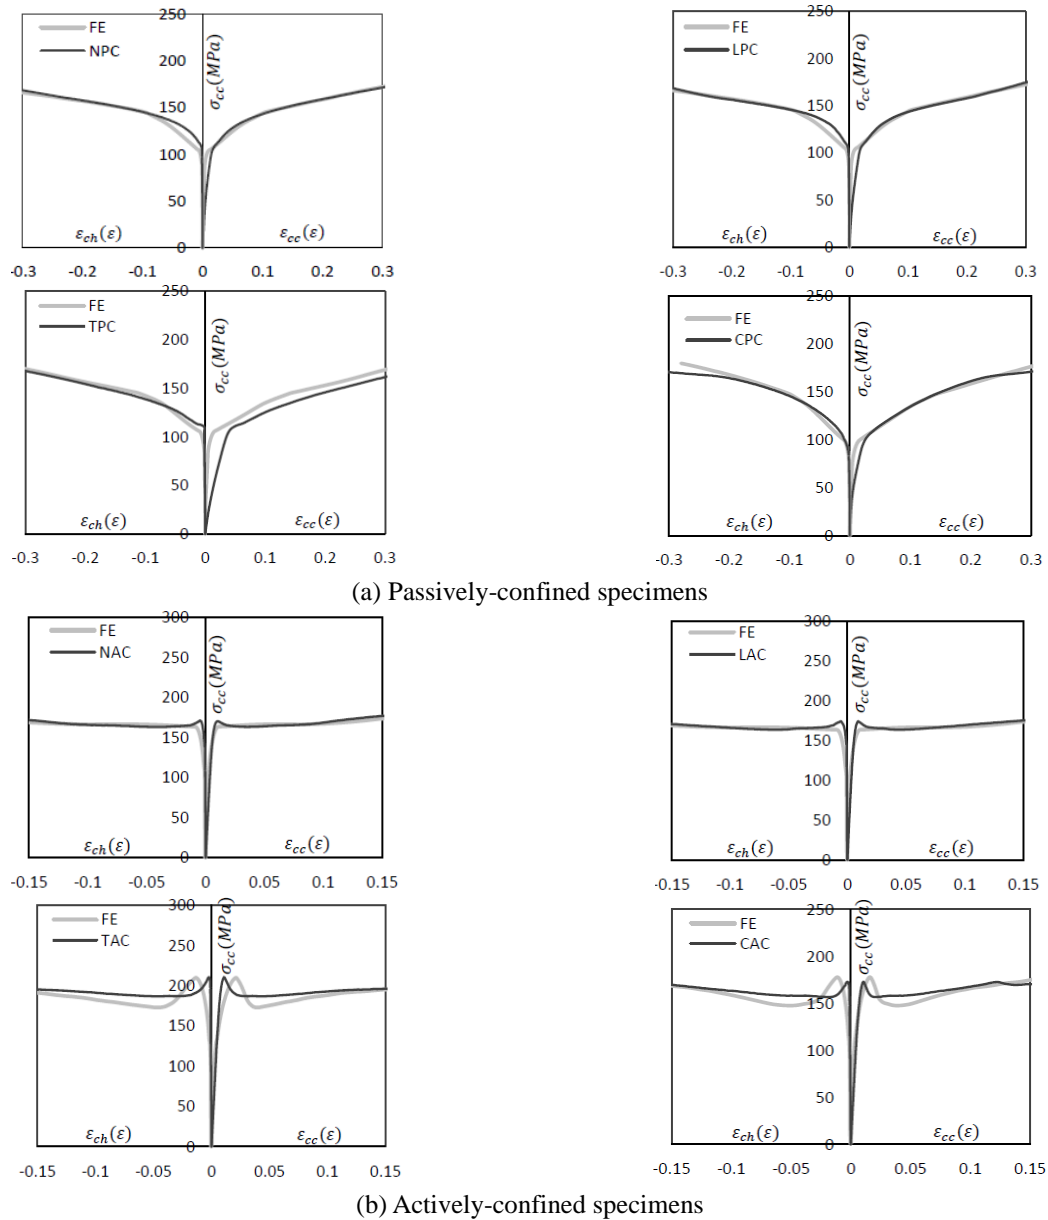 FE
NPC
250
200
150
100
50
0
σcc(MPa)
εch(ε)
εcc(ε)
-0.3 -0.2 -0.1 0 0.1 0.2 0.3
FE
LPC
250
200
150
100
50
0
σcc(MPa)
εch(ε)
εcc(ε)
-0.3 -0.2 -0.1 0 0.1 0.2 0.3
FE
TPC
250
200
150
100
50
0
σcc(MPa)
εch(ε)
εcc(ε)
-0.3 -0.2 -0.1 0 0.1 0.2 0.3
FE
CPC
250
200
150
100
50
0
σcc(MPa)
εch(ε)
εcc(ε)
-0.3 -0.2 -0.1 0 0.1 0.2 0.3
(a) Passively-confined specimens
FE
NAC
300
250
200
150
100
50
0
σcc(MPa)
εch(ε)
εcc(ε)
-0.15 -0.1 -0.05 0 0.05 0.1 0.15
FE
LAC
300
250
200
150
100
50
0
σcc(MPa)
εch(ε)
εcc(ε)
-0.15 -0.1 -0.05 0 0.05 0.1 0.15
FE
TAC
300
250
200
150
100
50
0
σcc(MPa)
εch(ε)
εcc(ε)
-0.15 -0.1 -0.05 0 0.05 0.1 0.15
FE
CAC
250
200
150
100
50
0
σcc(MPa)
εch(ε)
εcc(ε)
-0.15 -0.1 -0.05 0 0.05 0.1 0.15
(b) Actively-confined specimens